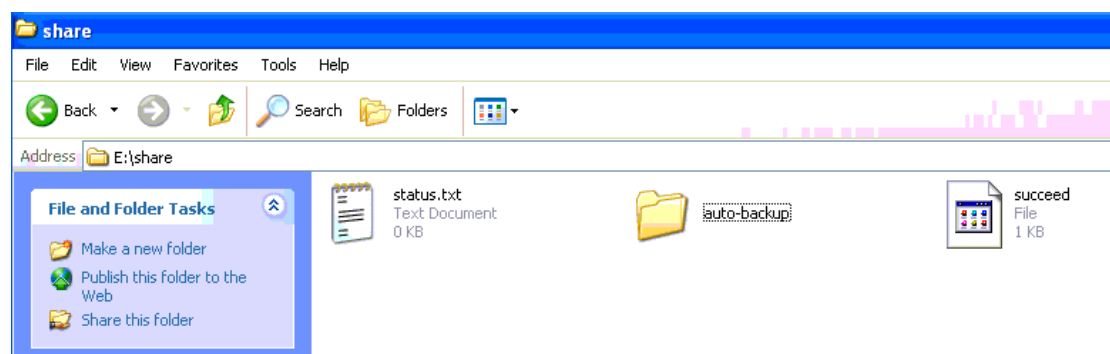 share
File Edit View Favorites Tools Help
Back Search Folders
Address E:\share
File and Folder Tasks
Make a new folder
Publish this folder to the
Web
Share this folder
status.txt
Text Document
0 KB
auto-backup
succeed
File
1 KB